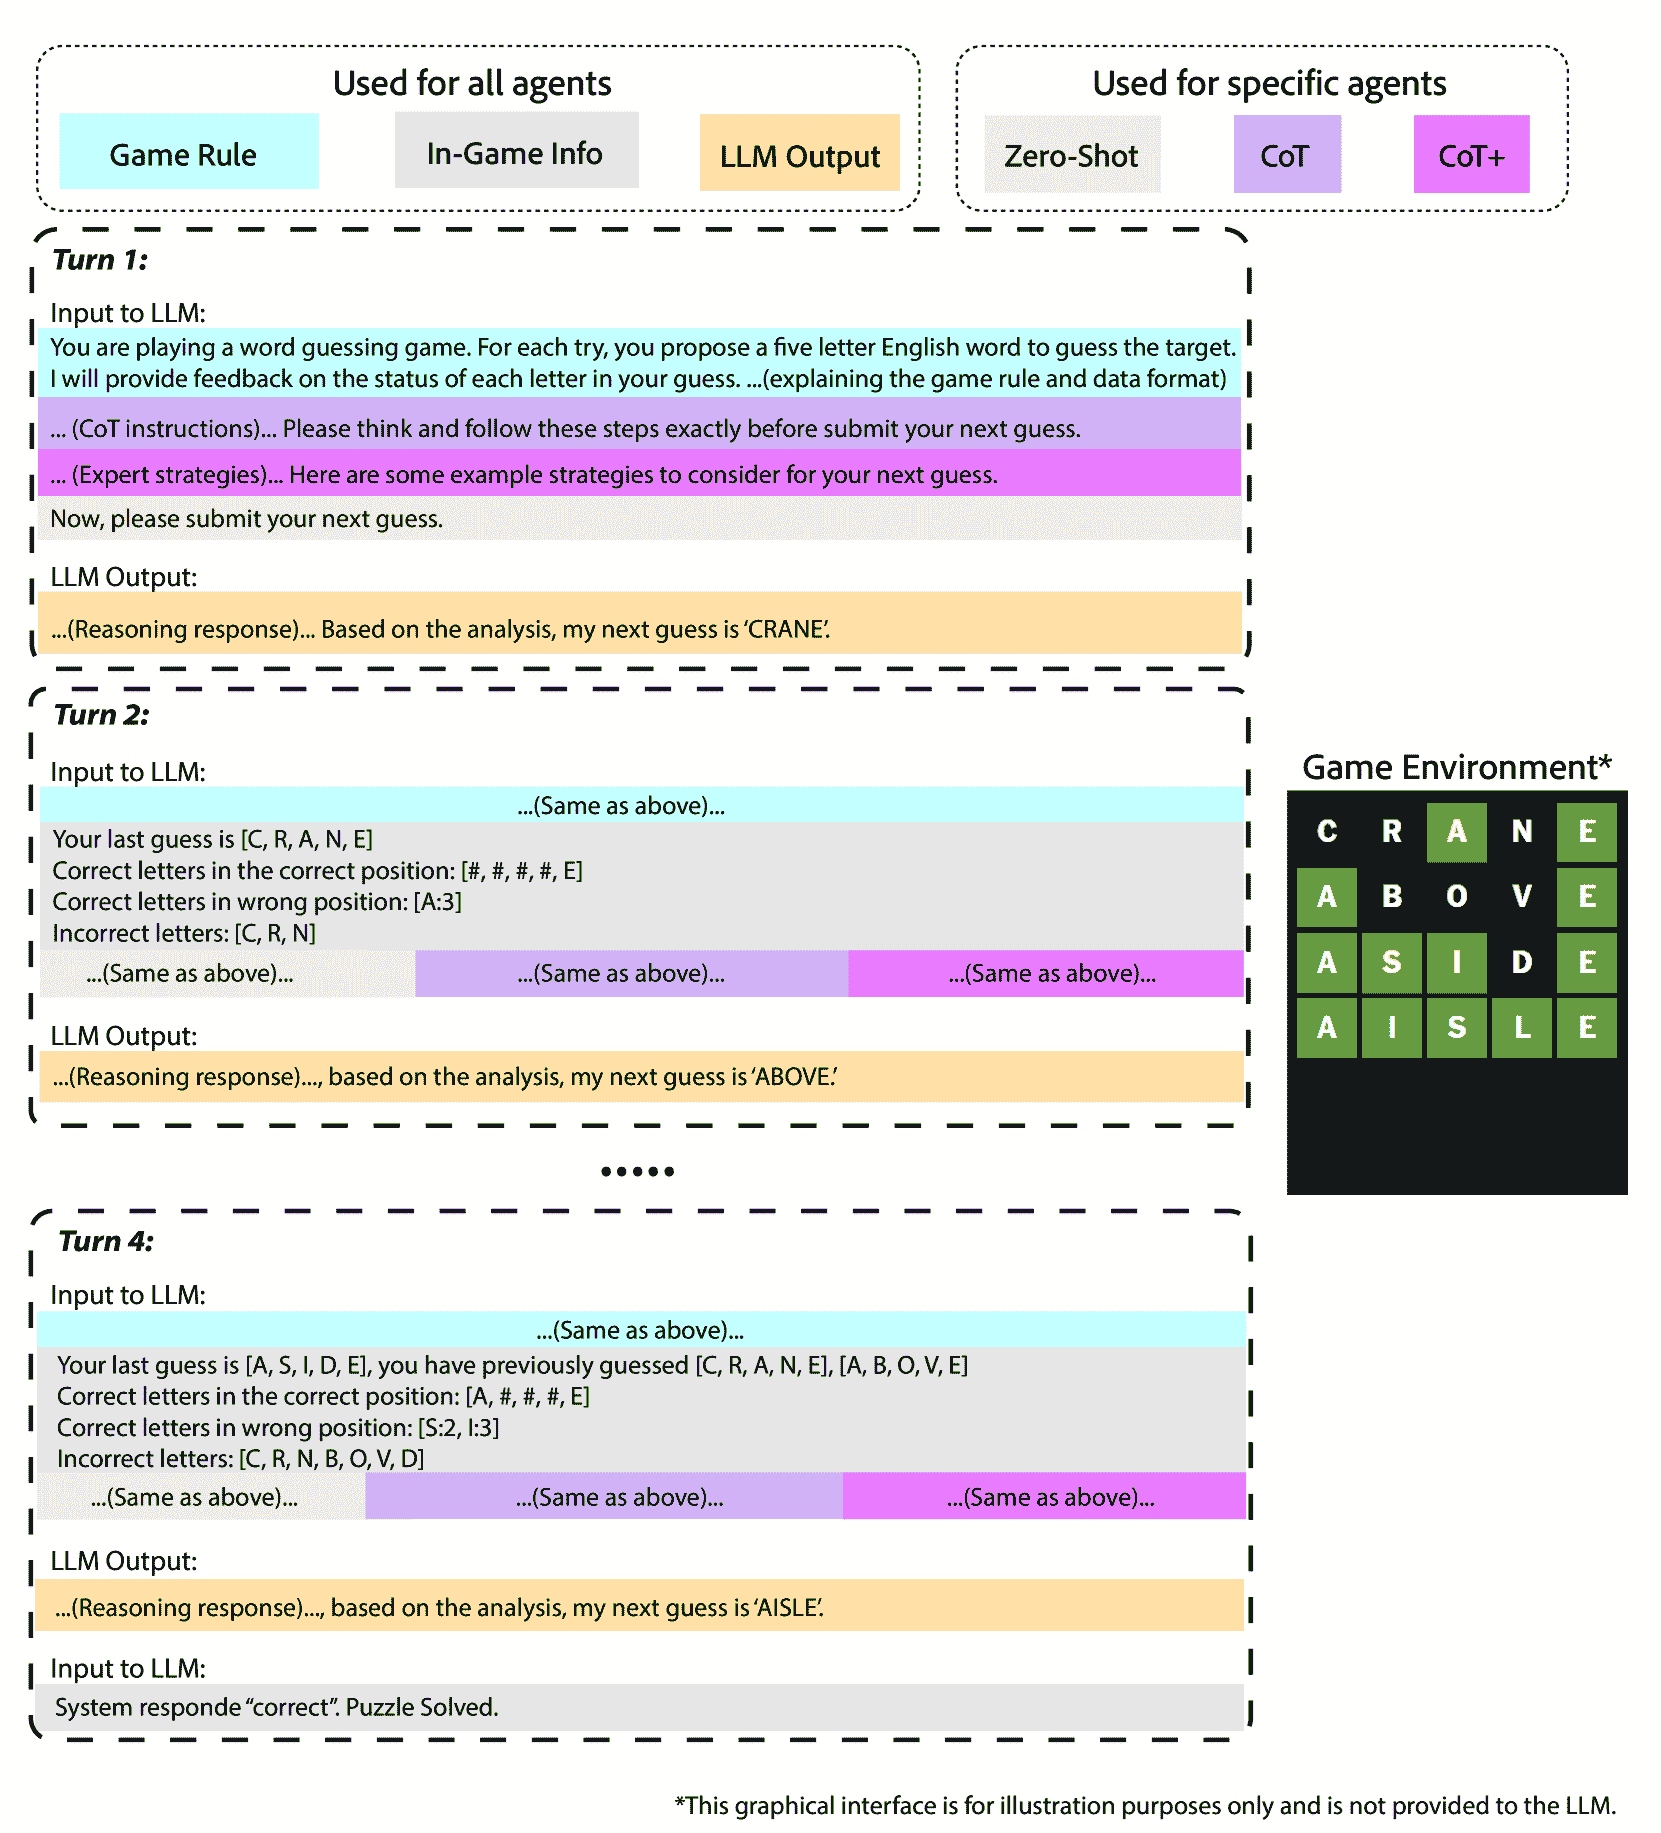 Used for all agents
Game Rule
In-Game Info
LLM Output
Used for specific agents
Zero-Shot
CoT
CoT+
Turn 1:
Input to LLM:
You are playing a word guessing game. For each try, you propose a five letter English word to guess the target.
I will provide feedback on the status of each letter in your guess. ...(explaining the game rule and data format)
... (CoT instructions)... Please think and follow these steps exactly before submit your next guess.
... (Expert strategies)... Here are some example strategies to consider for your next guess.
Now, please submit your next guess.
LLM Output:
...(Reasoning response)... Based on the analysis, my next guess is ‘CRANE’.
Turn 2:
Input to LLM:
...(Same as above)...
Your last guess is [C, R, A, N, E]
Correct letters in the correct position: [#, #, #, #, E]
Correct letters in wrong position: [A:3]
Incorrect letters: [C, R, N]
...(Same as above)...
...(Same as above)...
...(Same as above)...
LLM Output:
...(Reasoning response)..., based on the analysis, my next guess is ‘ABOVE.’
Game Environment*
C R A N E
A B O V E
A S I D E
A I S L E
•••••
Turn 4:
Input to LLM:
...(Same as above)...
Your last guess is [A, S, I, D, E], you have previously guessed [C, R, A, N, E], [A, B, O, V, E]
Correct letters in the correct position: [A, #, #, #, E]
Correct letters in wrong position: [S:2, I:3]
Incorrect letters: [C, R, N, B, O, V, D]
...(Same as above)...
...(Same as above)...
...(Same as above)...
LLM Output:
...(Reasoning response)..., based on the analysis, my next guess is ‘AISLE’.
Input to LLM:
System responde “correct”. Puzzle Solved.
*This graphical interface is for illustration purposes only and is not provided to the LLM.